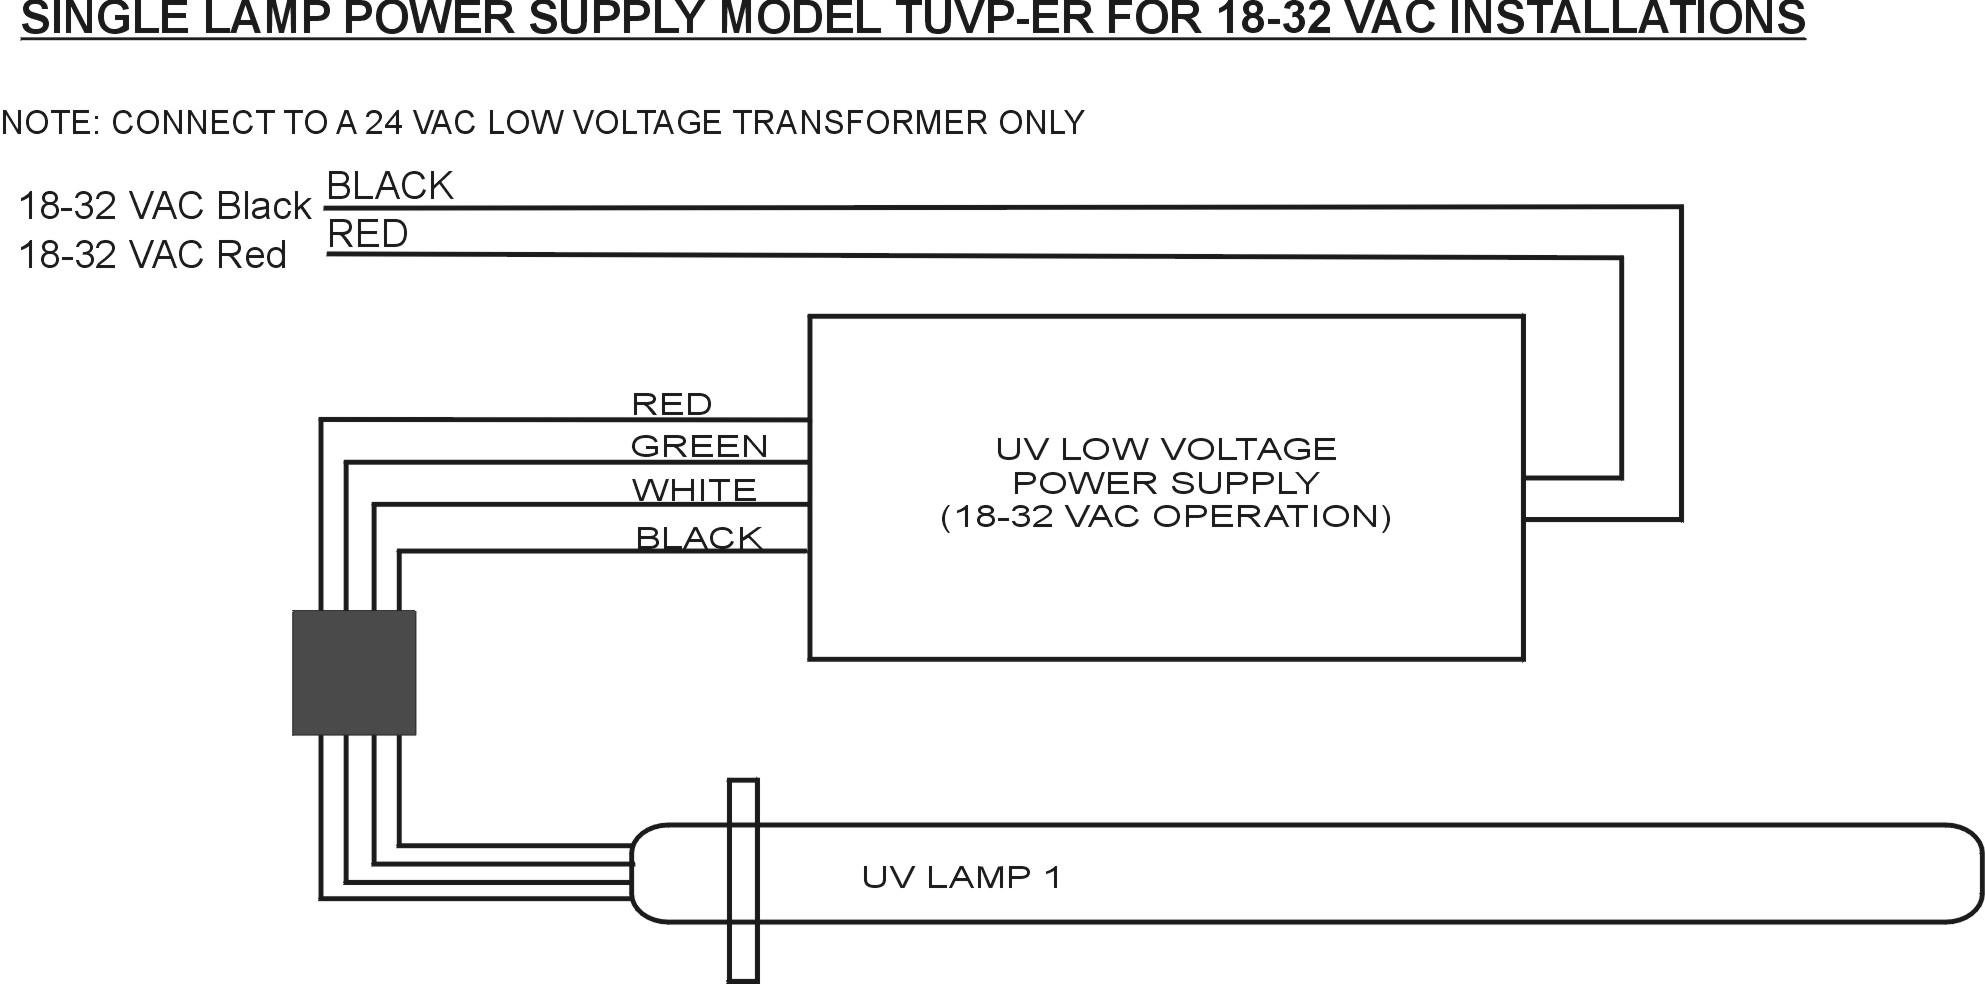 SINGLE LAMP POWER SUPPLY MODEL TUVP-ER FOR 18-32 VAC INSTALLATIONS
NOTE: CONNECT TO A 24 VAC LOW VOLTAGE TRANSFORMER ONLY
18-32 VAC Black BLACK
18-32 VAC Red RED
RED
GREEN
WHITE
BLACK
UV LOW VOLTAGE
POWER SUPPLY
(18-32 VAC OPERATION)
UV LAMP 1